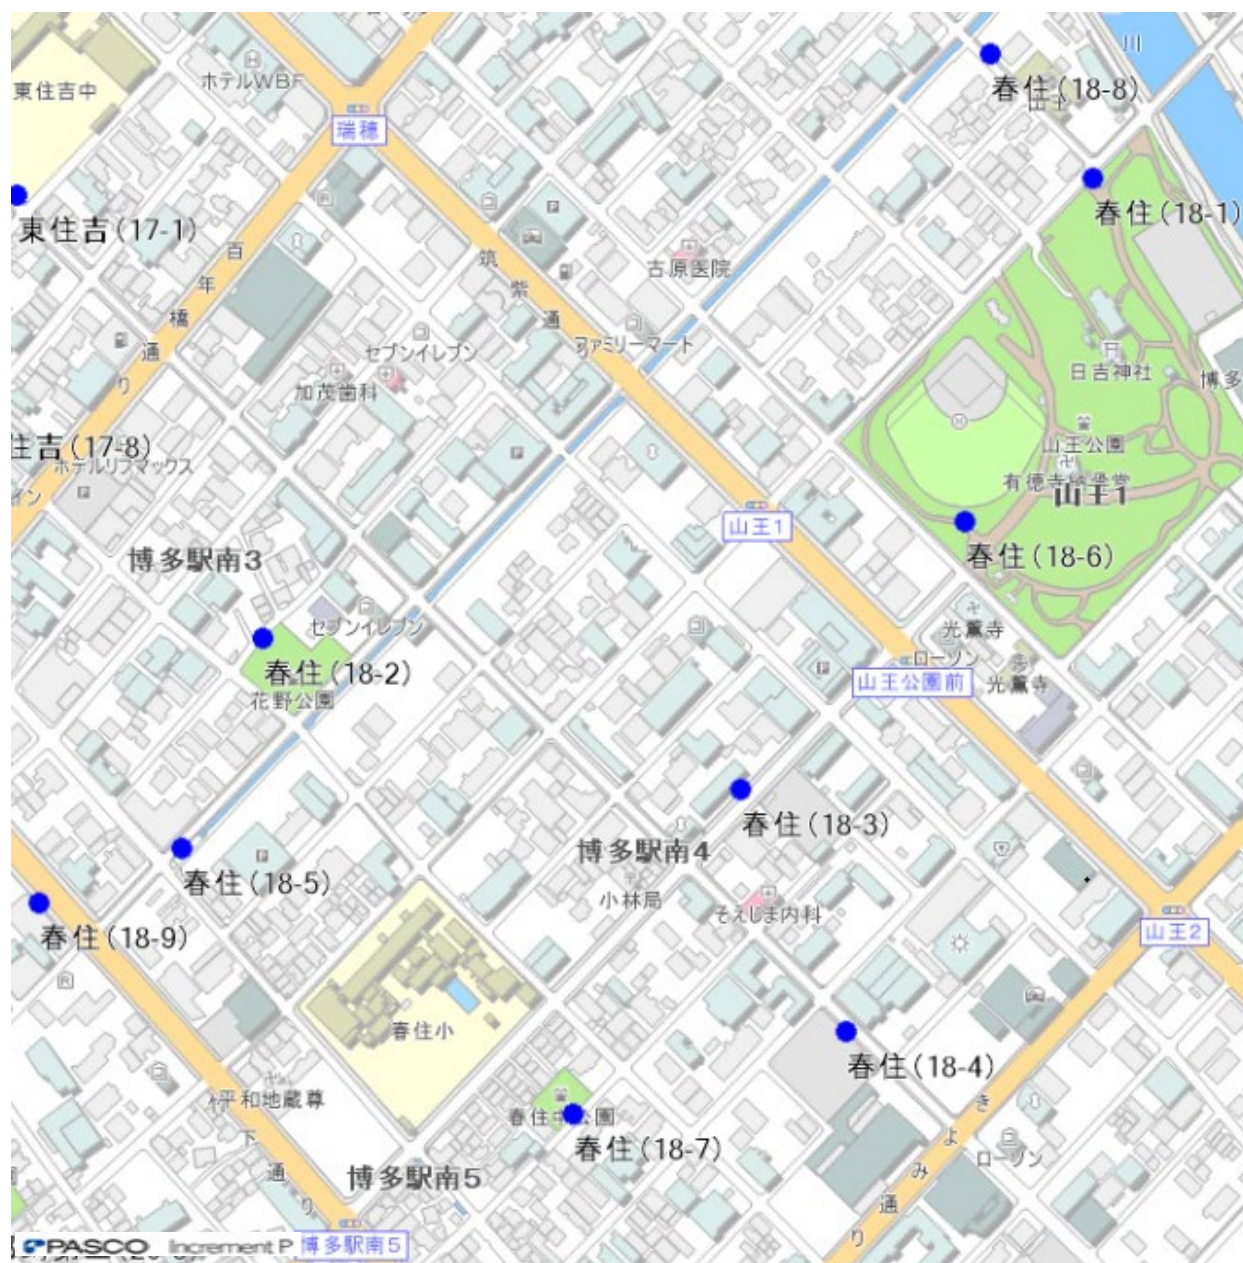 川
東住吉中
ホテルWBF
春住(18-8)
瑞穂
東住吉(17-1)
春住(18-1)
百年橋通り
筑紫通
古原医院
ファミリーマート
セブンイレブン
加茂歯科
日吉神社
博多
住吉(17-8)
ホテルリブマックス
イン
山王公園
有徳寺納骨堂
山王1
山王1
博多駅南3
春住(18-6)
セブンイレブン
光薫寺
ローソン
春住(18-2)
花野公園
山王公園前
光薫寺
春住(18-3)
博多駅南4
小林局
そえじま内科
春住(18-5)
春住(18-9)
山王2
春住小
春住(18-4)
平和地蔵尊
春住中公園
春住(18-7)
博多駅南5
ローソン
きよみ通り
下通り
博多駅南5
PASCO Increment P